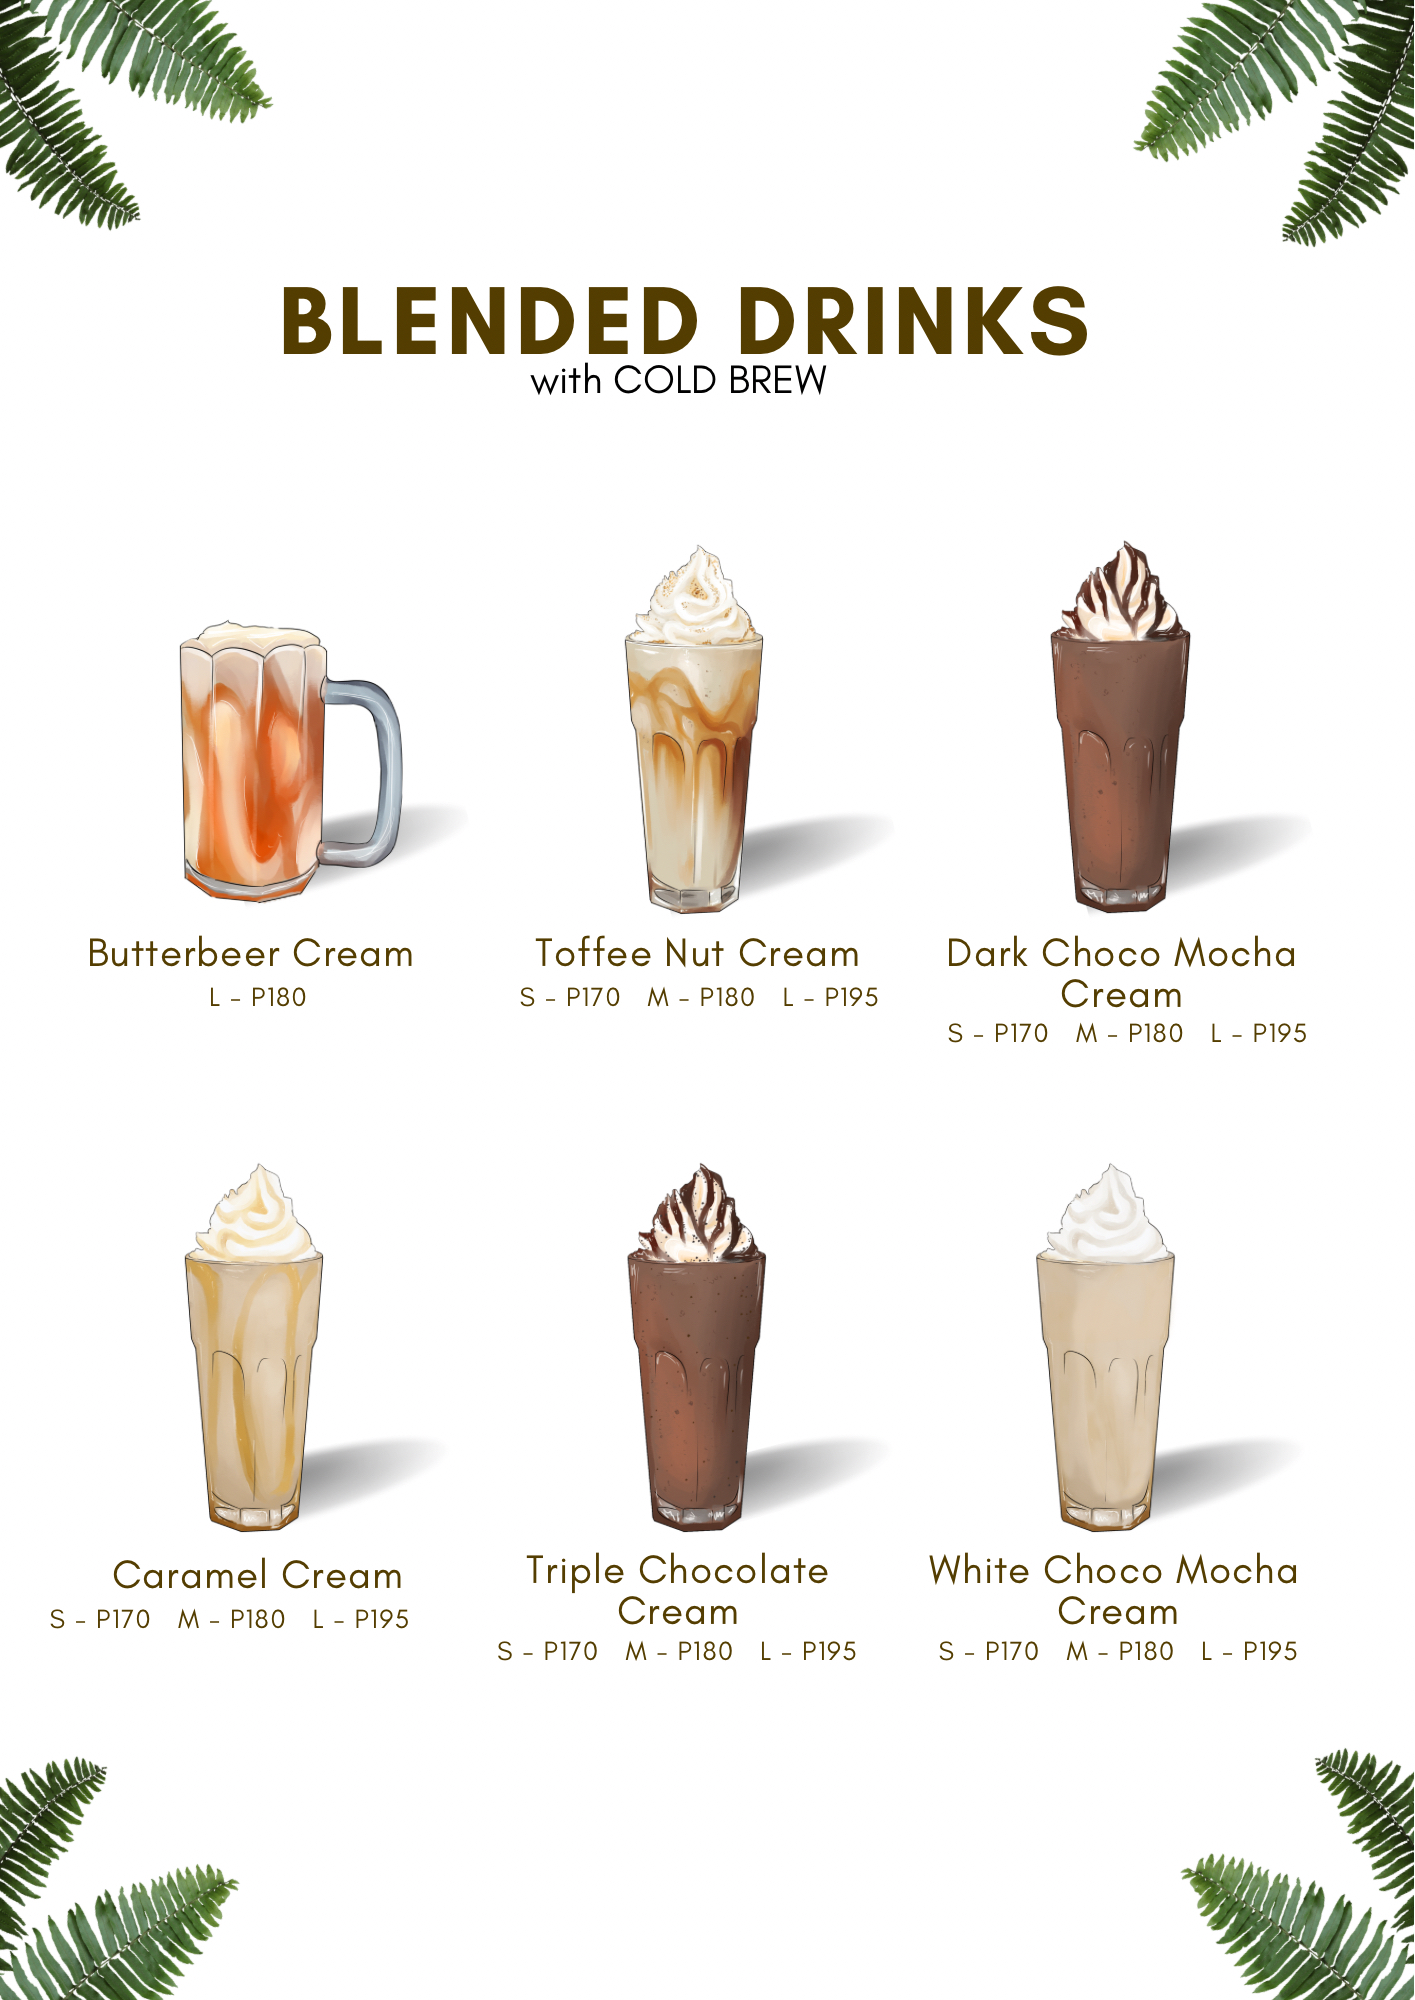 BLENDED DRINKS
with COLD BREW
Butterbeer Cream
L - P180
Toffee Nut Cream
S - P170 M - P180 L - P195
Dark Choco Mocha
Cream
S - P170 M - P180 L - P195
Caramel Cream
S - P170 M - P180 L - P195
Triple Chocolate
Cream
S - P170 M - P180 L - P195
White Choco Mocha
Cream
S - P170 M - P180 L - P195